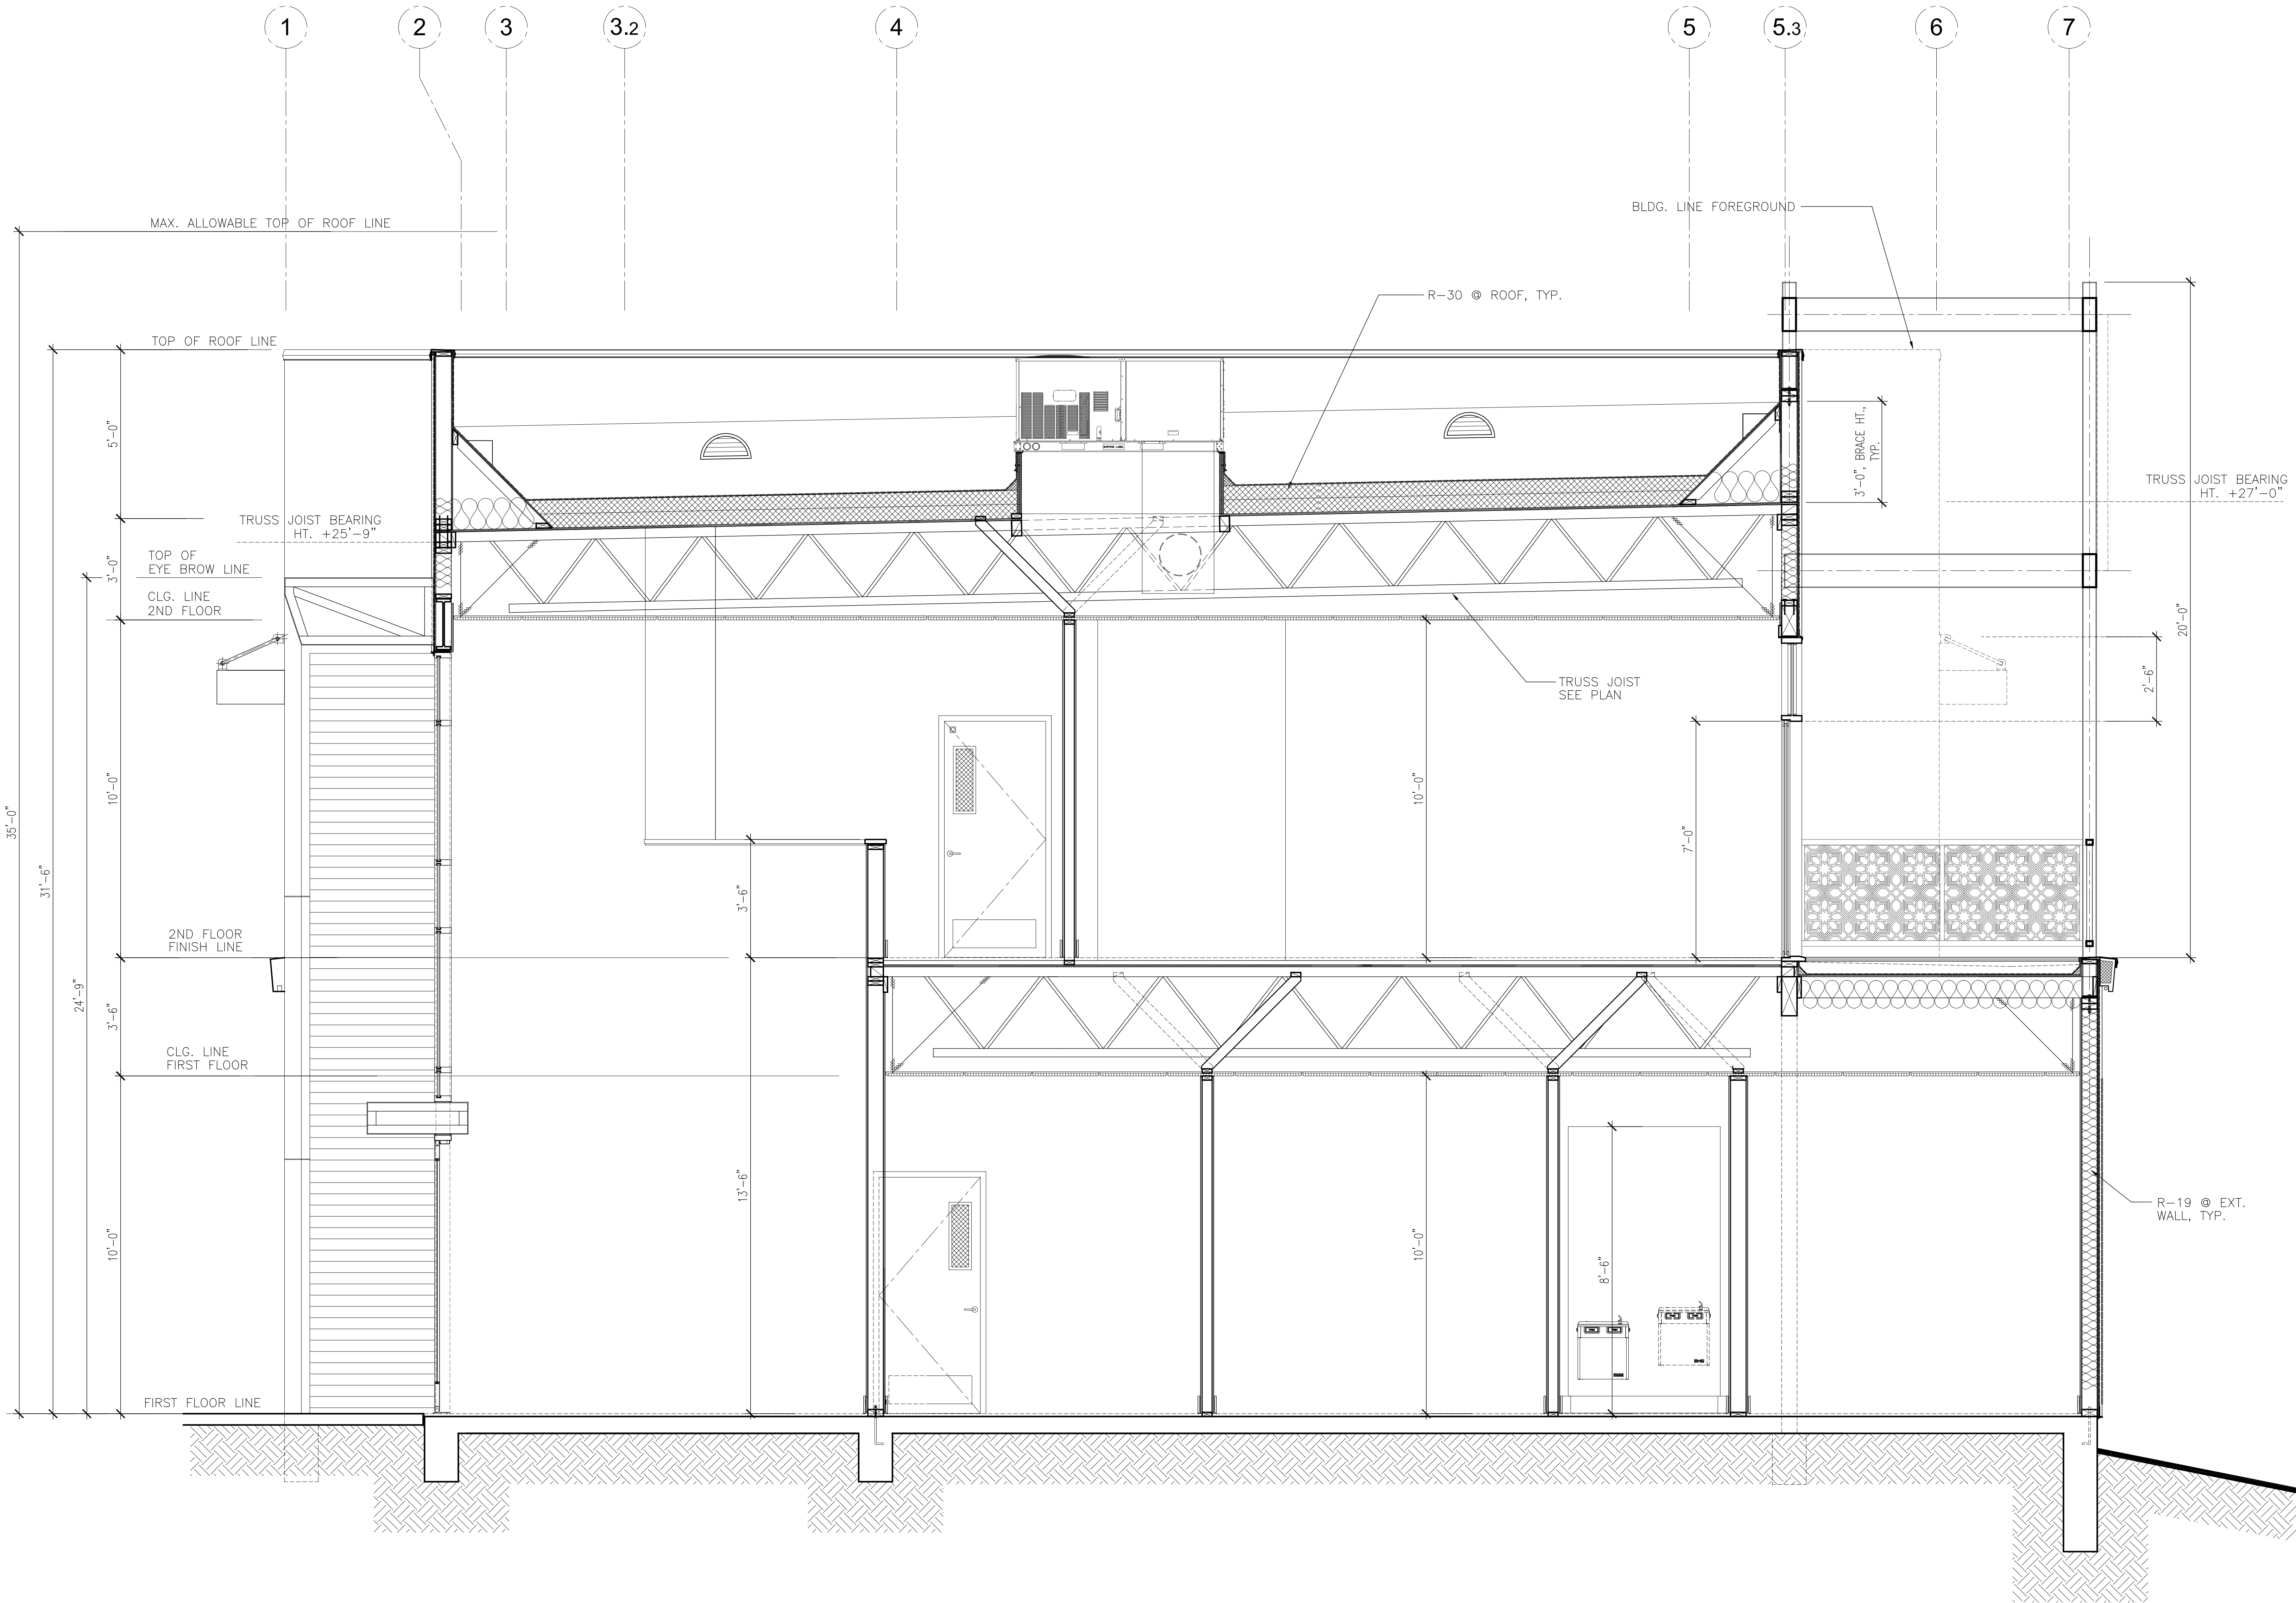 1
2
3
3.2
4
5
5.3
6
7
MAX. ALLOWABLE TOP OF ROOF LINE
BLDG. LINE FOREGROUND
R-30 @ ROOF, TYP.
TOP OF ROOF LINE
5'-0"
3'-0", BRACE HT.,
TYP.
TRUSS JOIST BEARING
HT. +27'-0"
TRUSS JOIST BEARING
HT. +25'-9"
TOP OF
EYE BROW LINE
3'-0"
CLG. LINE
2ND FLOOR
20'-0"
TRUSS JOIST
SEE PLAN
2'-6"
10'-0"
10'-0"
35'-0"
7'-0"
31'-6"
3'-6"
2ND FLOOR
FINISH LINE
24'-9"
3'-6"
CLG. LINE
FIRST FLOOR
13'-6"
R-19 @ EXT.
WALL, TYP.
10'-0"
10'-0"
8'-6"
FIRST FLOOR LINE